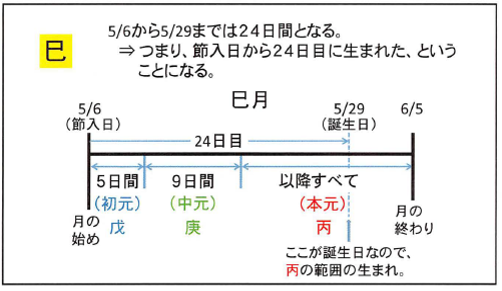 巳
5/6から5/29までは24日間となる。
⇒ つまり、節入日から24日目に生まれた、という
ことになる。
巳月
5/6
(節入日)
5/29
(誕生日)
6/5
24日目
5日間
(初元)
戊
9日間
(中元)
庚
以降すべて
(本元)
丙
月の
始め
月の
終わり
ここが誕生日なので、
丙の範囲の生まれ。